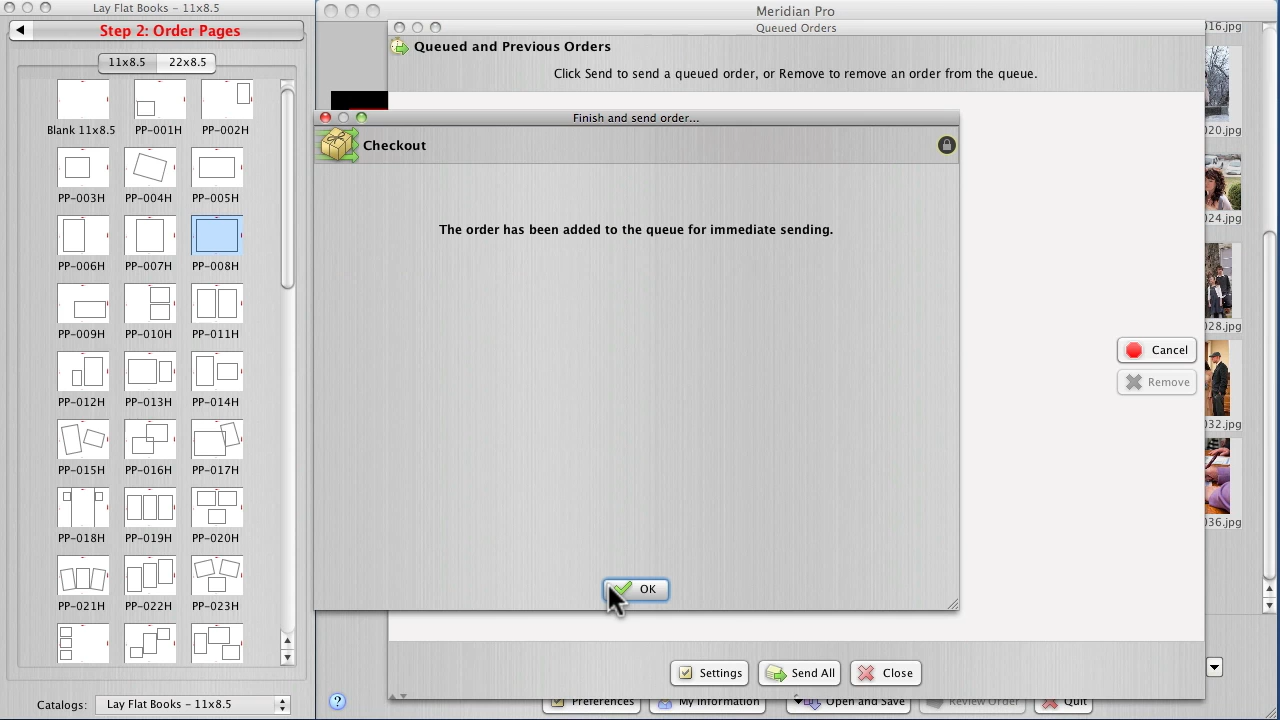 Lay Flat Books - 11x8.5
Step 2: Order Pages
11x8.5 22x8.5
Blank 11x8.5 PP-001H PP-002H
PP-003H PP-004H PP-005H
PP-006H PP-007H PP-008H
PP-009H PP-010H PP-011H
PP-012H PP-013H PP-014H
PP-015H PP-016H PP-017H
PP-018H PP-019H PP-020H
PP-021H PP-022H PP-023H
Catalogs: Lay Flat Books - 11x8.5
Meridian Pro
Queued Orders
Queued and Previous Orders
Click Send to send a queued order, or Remove to remove an order from the queue.
Finish and send order...
Checkout
The order has been added to the queue for immediate sending.
OK
Cancel
Remove
Settings Send All Close
? Preferences My Information Open and Save Review Order Quit
016.jpg
020.jpg
024.jpg
028.jpg
032.jpg
036.jpg